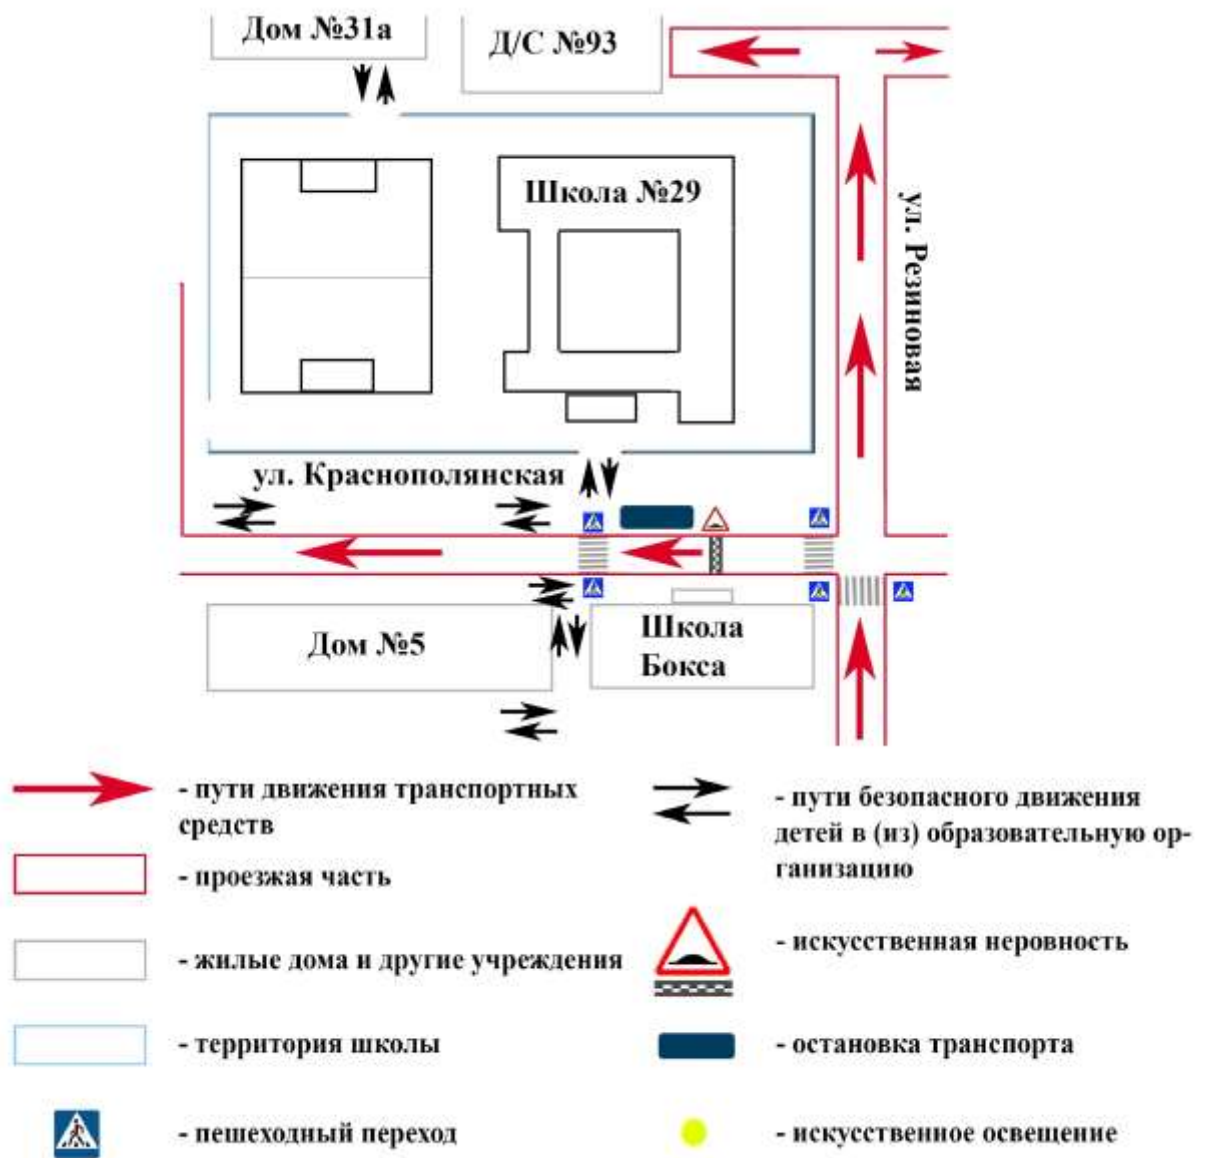 Дом №31а
Д/С №93
Школа №29
ул. Резиновая
ул. Краснополянская
Дом №5
Школа
Бокса
- пути движения транспортных
средств
- проезжая часть
- жилые дома и другие учреждения
- территория школы
- пешеходный переход
- пути безопасного движения
детей в (из) образовательную ор-
ганизацию
- искусственная неровность
- остановка транспорта
- искусственное освещение